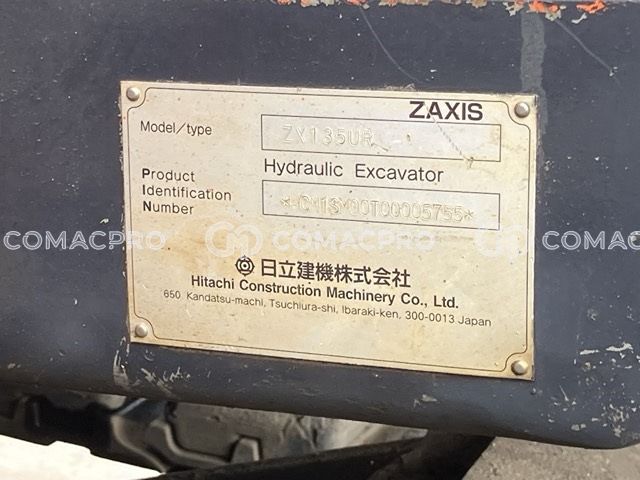 ZAXIS
Model/type ZX135UR
Hydraulic Excavator
Product
Identification
Number
COMACPRO COMACPRO COMACPRO
日立建機株式会社
Hitachi Construction Machinery Co., Ltd.
650, Kandatsu-machi, Tsuchiura-shi, Ibaraki-ken, 300-0013 Japan